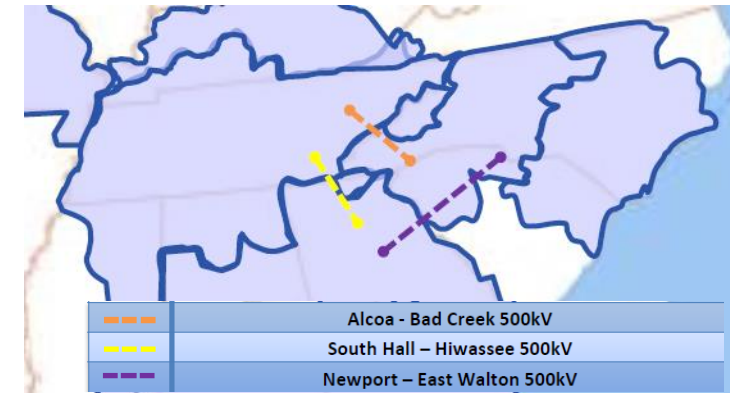 Alcoa - Bad Creek 500kV
South Hall – Hiwassee 500kV
Newport – East Walton 500kV